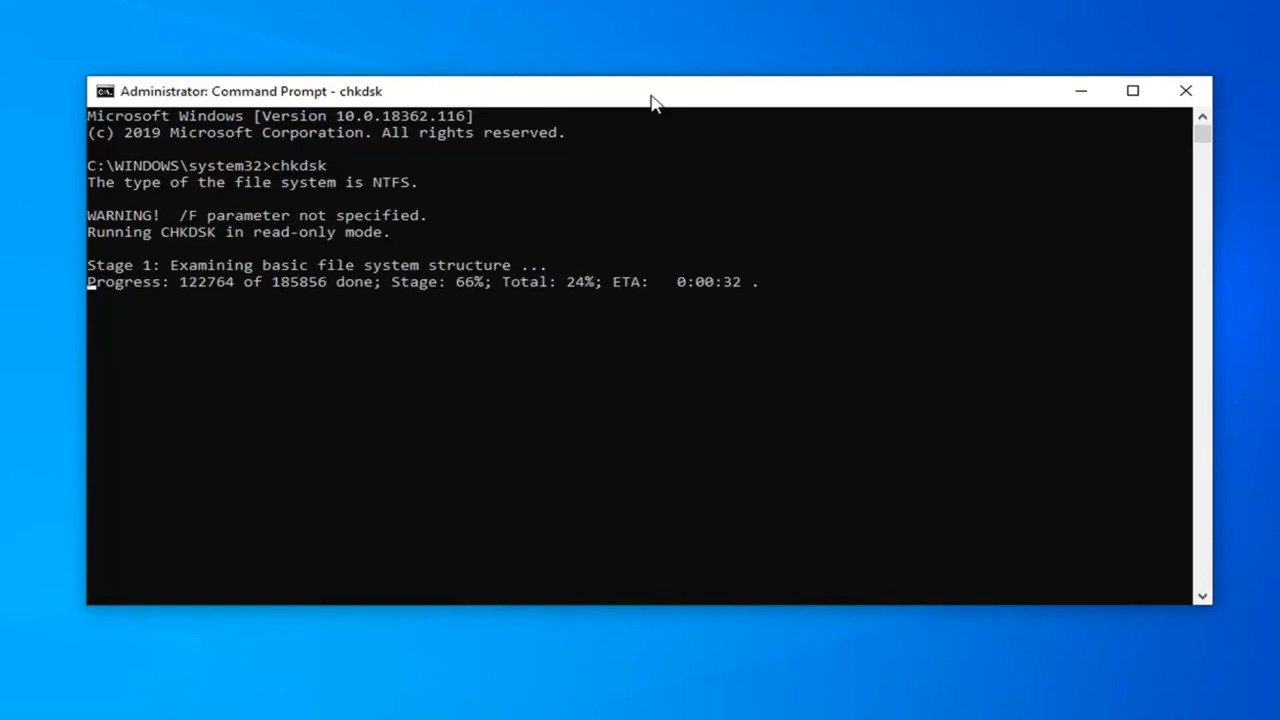 Administrator: Command Prompt - chkdsk
Microsoft Windows [Version 10.0.18362.116]
(c) 2019 Microsoft Corporation. All rights reserved.
C:\WINDOWS\system32>chkdsk
The type of the file system is NTFS.
WARNING!  /F parameter not specified.
Running CHKDSK in read-only mode.
Stage 1: Examining basic file system structure ...
Progress: 122764 of 185856 done; Stage: 66%; Total: 24%; ETA:   0:00:32 .